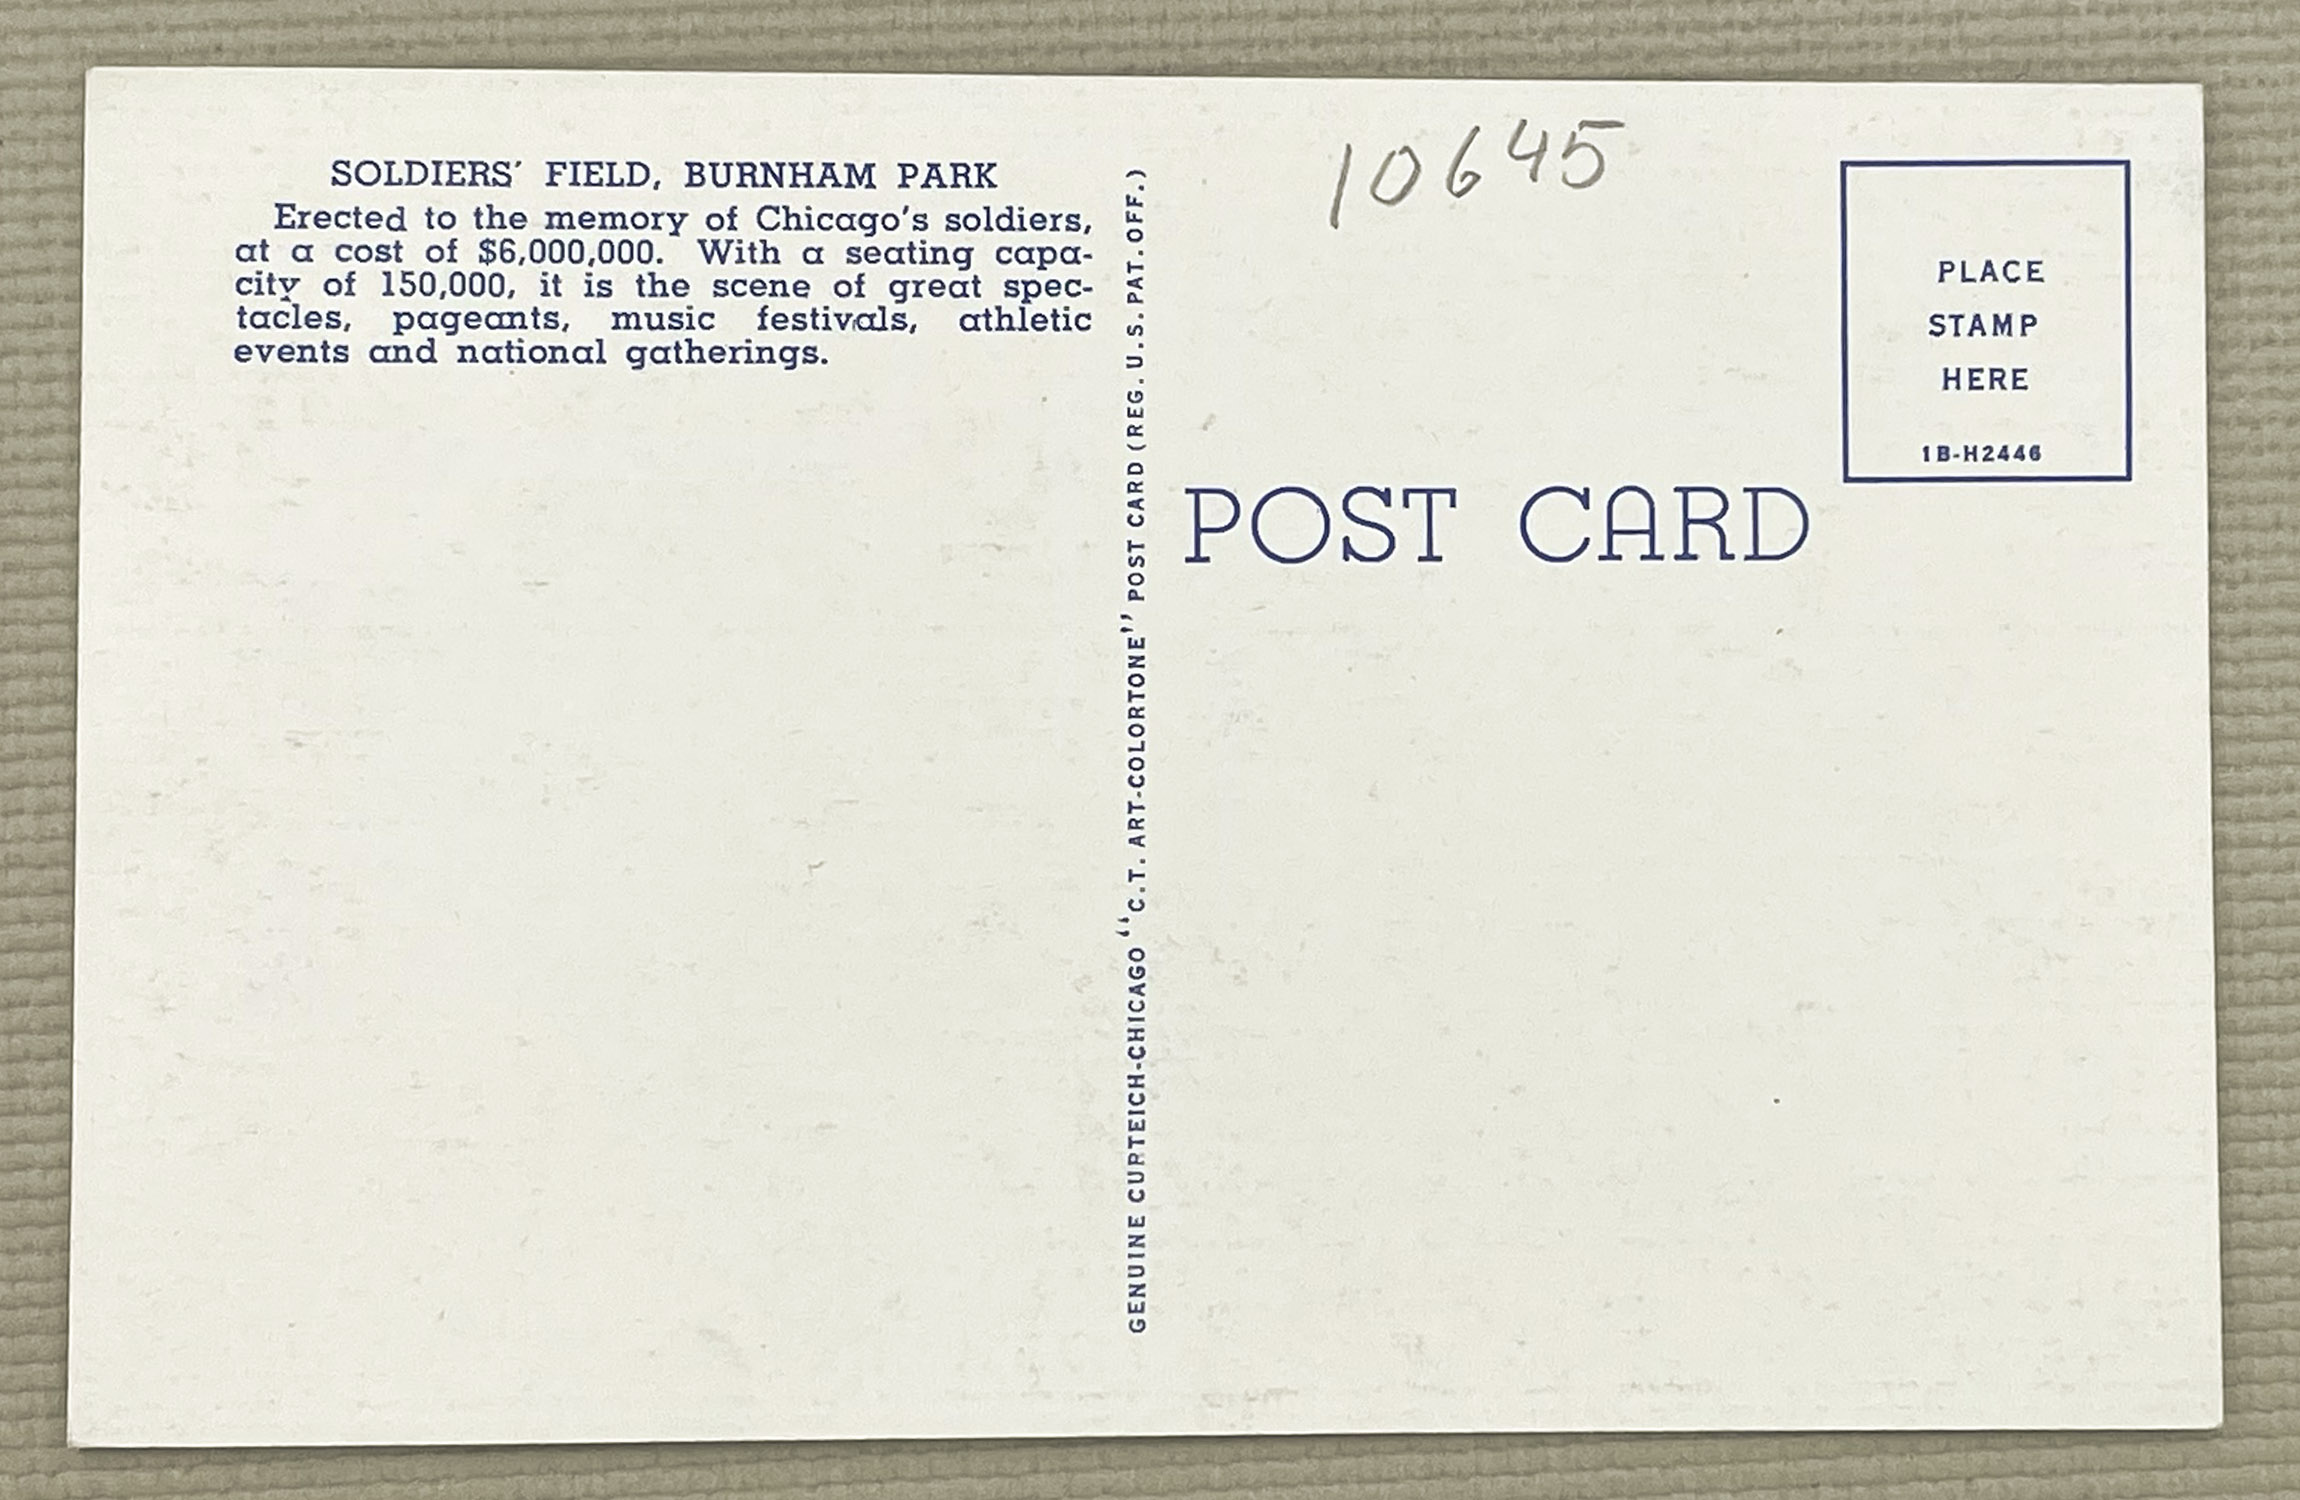 SOLDIERS' FIELD, BURNHAM PARK
Erected to the memory of Chicago's soldiers,
at a cost of $6,000,000. With a seating capa-
city of 150,000, it is the scene of great spec-
tacles, pageants, music festivals, athletic
events and national gatherings.
GENUINE CURTEICH-CHICAGO "C.T. ART-COLORTONE" POST CARD (REG. U.S. PAT. OFF.)
10645
PLACE
STAMP
HERE
1B-H2446
POST CARD